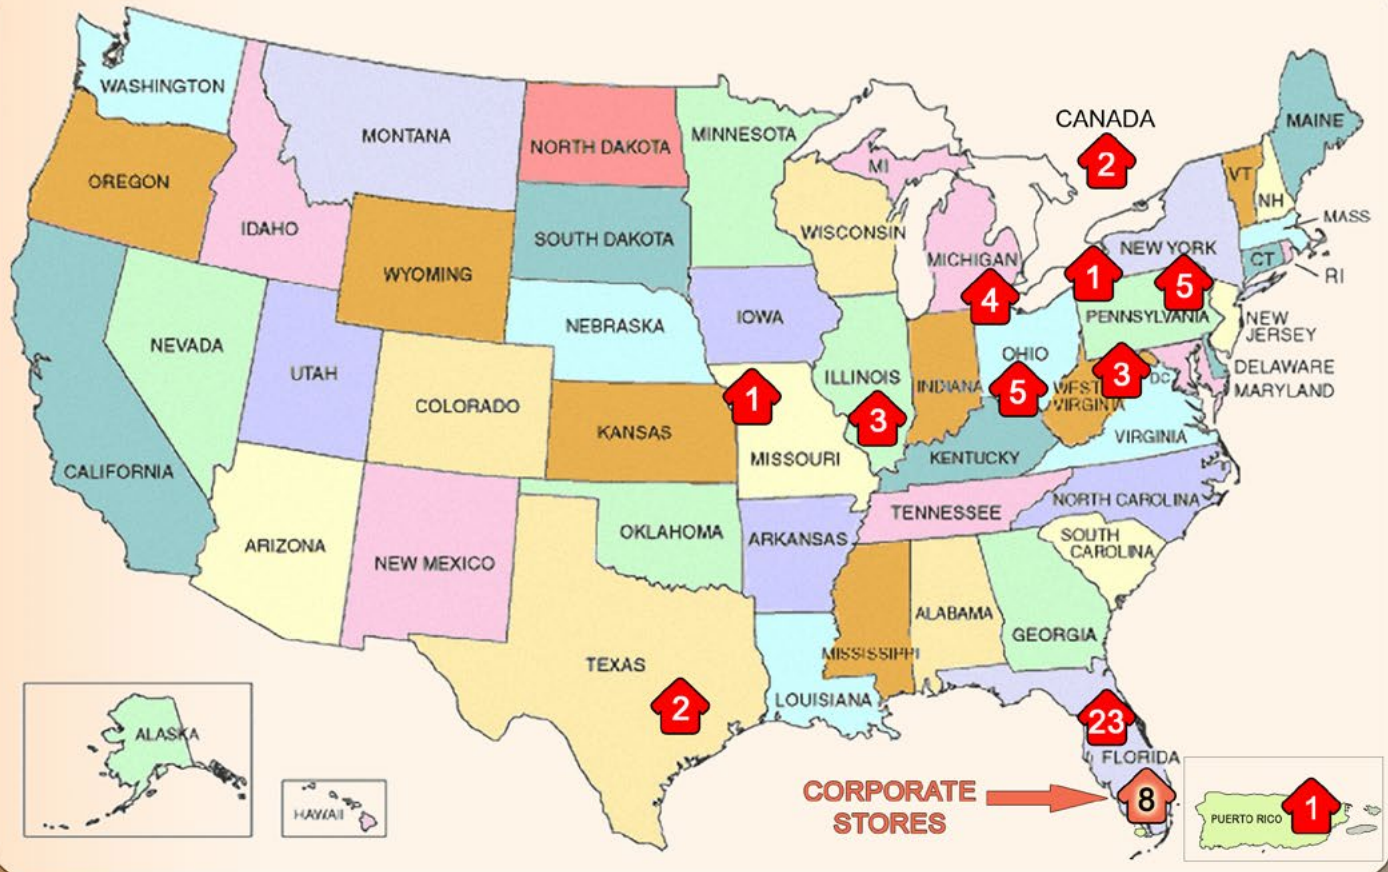 WASHINGTON
MONTANA
NORTH DAKOTA
MINNESOTA
CANADA
2
MAINE
OREGON
IDAHO
MI
VT
NH
MASS
WYOMING
SOUTH DAKOTA
WISCONSIN
MICHIGAN
4
NEW YORK
1
5
CT
RI
NEVADA
UTAH
NEBRASKA
IOWA
PENNSYLVANIA
NEW
JERSEY
COLORADO
KANSAS
1
ILLINOIS
3
INDIANA
OHIO
5
WEST
VIRGINIA
3
DC
DELAWARE
MARYLAND
CALIFORNIA
MISSOURI
KENTUCKY
VIRGINIA
ARIZONA
NEW MEXICO
OKLAHOMA
ARKANSAS
TENNESSEE
NORTH CAROLINA
SOUTH
CAROLINA
TEXAS
2
LOUISIANA
MISSISSIPPI
ALABAMA
GEORGIA
23
FLORIDA
8
CORPORATE
STORES
ALASKA
HAWAII
PUERTO RICO
1